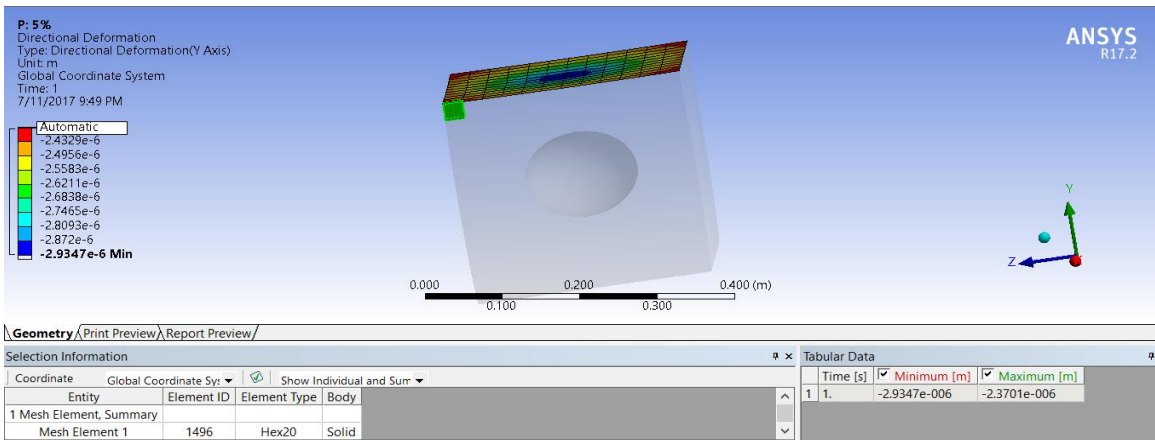 P: 5%
Directional Deformation
Type: Directional Deformation(Y Axis)
Unit: m
Global Coordinate System
Time: 1
7/11/2017 9:49 PM
ANSYS
R17.2
Automatic
-2.4329e-6
-2.4956e-6
-2.5583e-6
-2.6211e-6
-2.6838e-6
-2.7465e-6
-2.8093e-6
-2.872e-6
-2.9347e-6 Min
Y
Z
0.000 0.200 0.400 (m)
0.100 0.300
Geometry Print Preview Report Preview
Selection Information
Coordinate Global Coordinate Sys Show Individual and Sum
Entity Element ID Element Type Body
1 Mesh Element, Summary
Mesh Element 1 1496 Hex20 Solid
Tabular Data
Time [s] Minimum [m] Maximum [m]
1 1. -2.9347e-006 -2.3701e-006